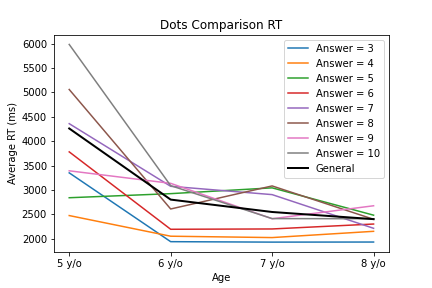 Dots Comparison RT
Average RT (ms)
6000
5500
5000
4500
4000
3500
3000
2500
2000
Answer = 3
Answer = 4
Answer = 5
Answer = 6
Answer = 7
Answer = 8
Answer = 9
Answer = 10
General
5 y/o
6 y/o
7 y/o
8 y/o
Age